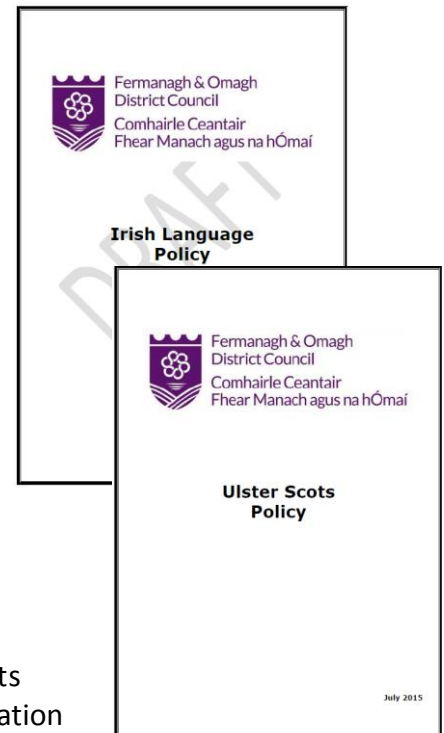 Fermanagh & Omagh
District Council
Comhairle Ceantair
Fhear Manach agus na hÓmaí
DRAFT
Irish Language
Policy
Fermanagh & Omagh
District Council
Comhairle Ceantair
Fhear Manach agus na hÓmaí
Ulster Scots
Policy
July 2015
ts
ation